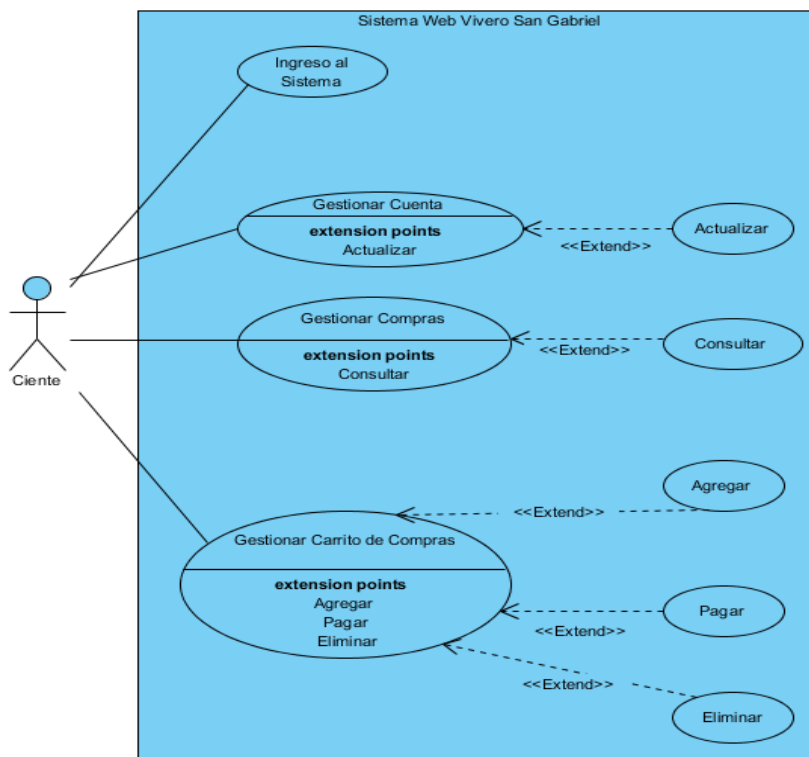 Sistema Web Vivero San Gabriel
Ingreso al
Sistema
Gestionar Cuenta
extension points
Actualizar
<<Extend>>
Actualizar
Gestionar Compras
extension points
Consultar
<<Extend>>
Consultar
Ciente
Gestionar Carrito de Compras
extension points
Agregar
Pagar
Eliminar
<<Extend>>
Agregar
<<Extend>>
Pagar
<<Extend>>
Eliminar